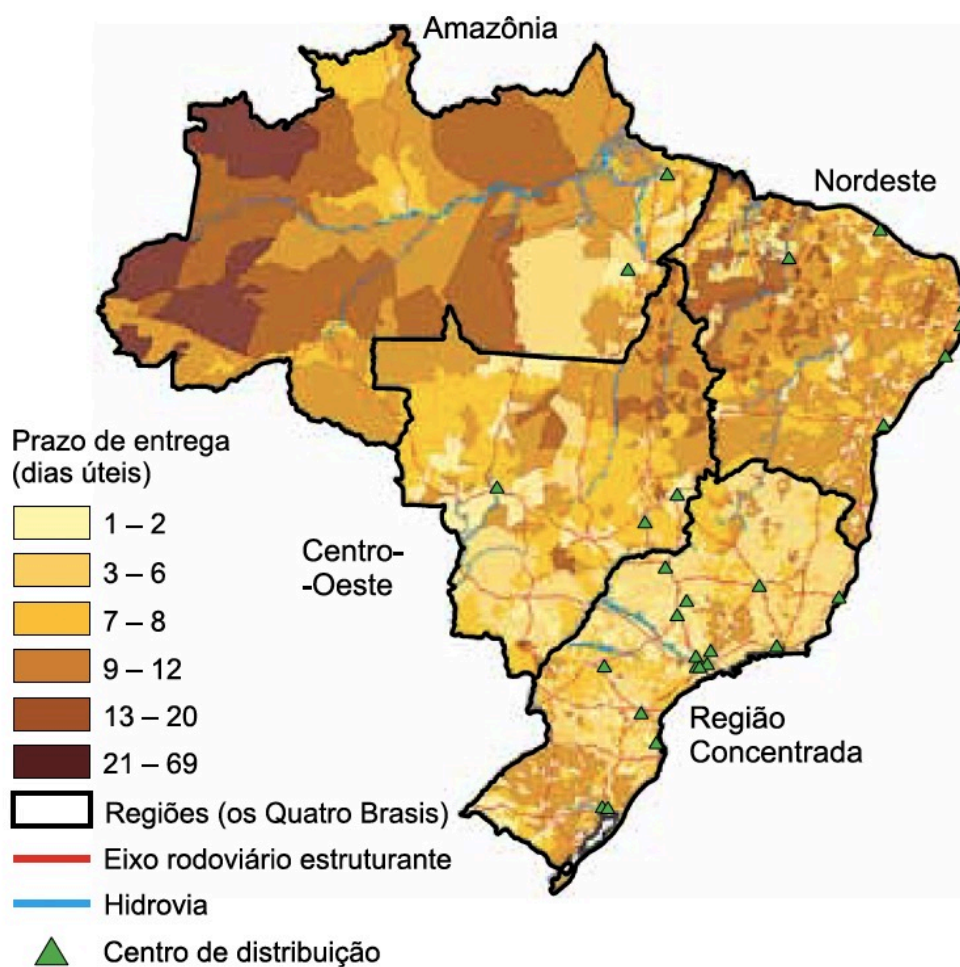 Amazônia
Nordeste
Prazo de entrega
(dias úteis)
1 – 2
3 – 6
7 – 8
9 – 12
13 – 20
21 – 69
Centro-
-Oeste
Região
Concentrada
Regiões (os Quatro Brasis)
Eixo rodoviário estruturante
Hidrovia
Centro de distribuição